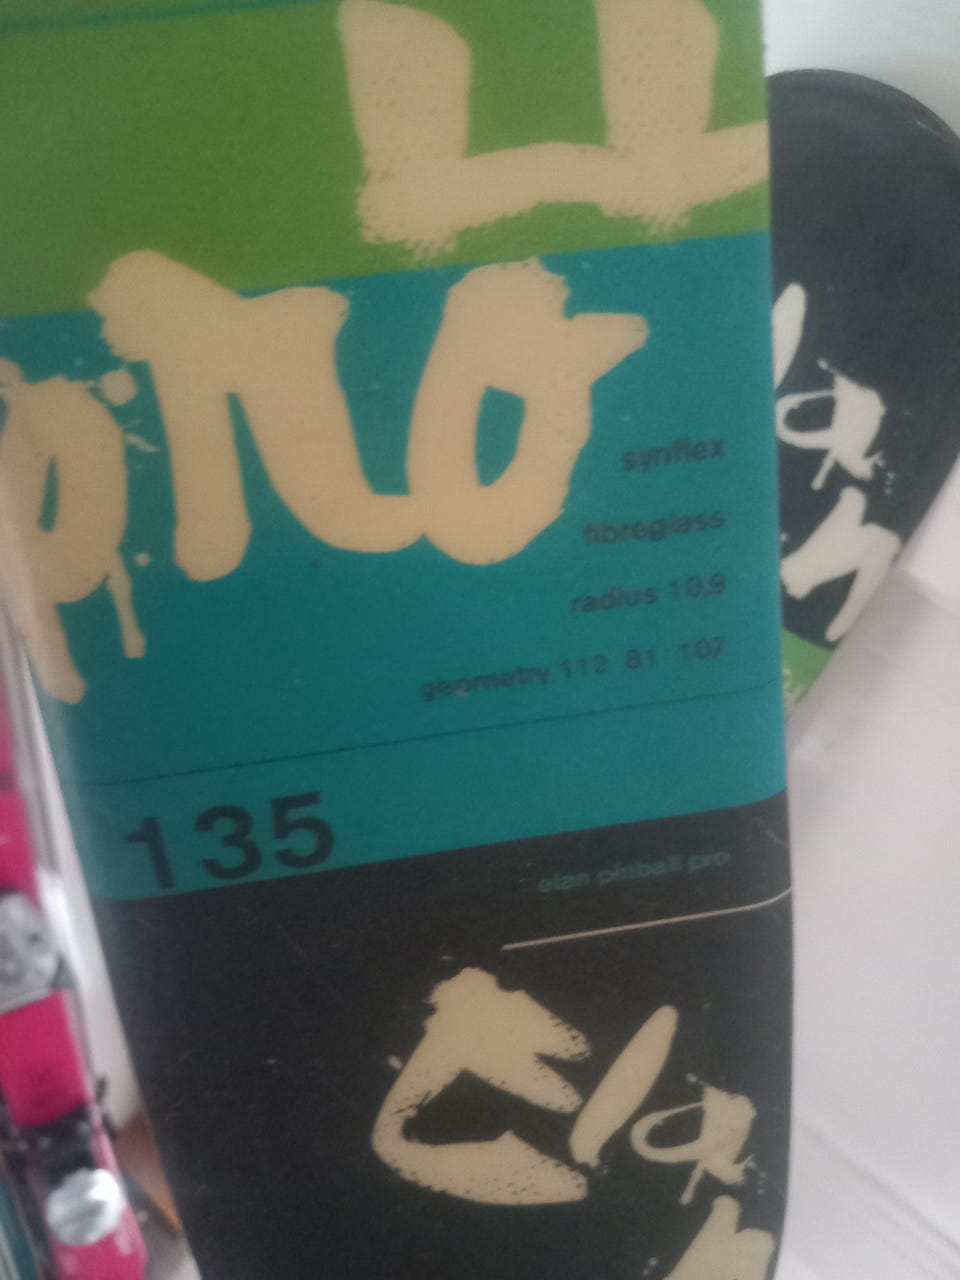 pro
synflex
fibreglass
radius 10.9
geometry 112 81 107
135
elan pinball pro
elan